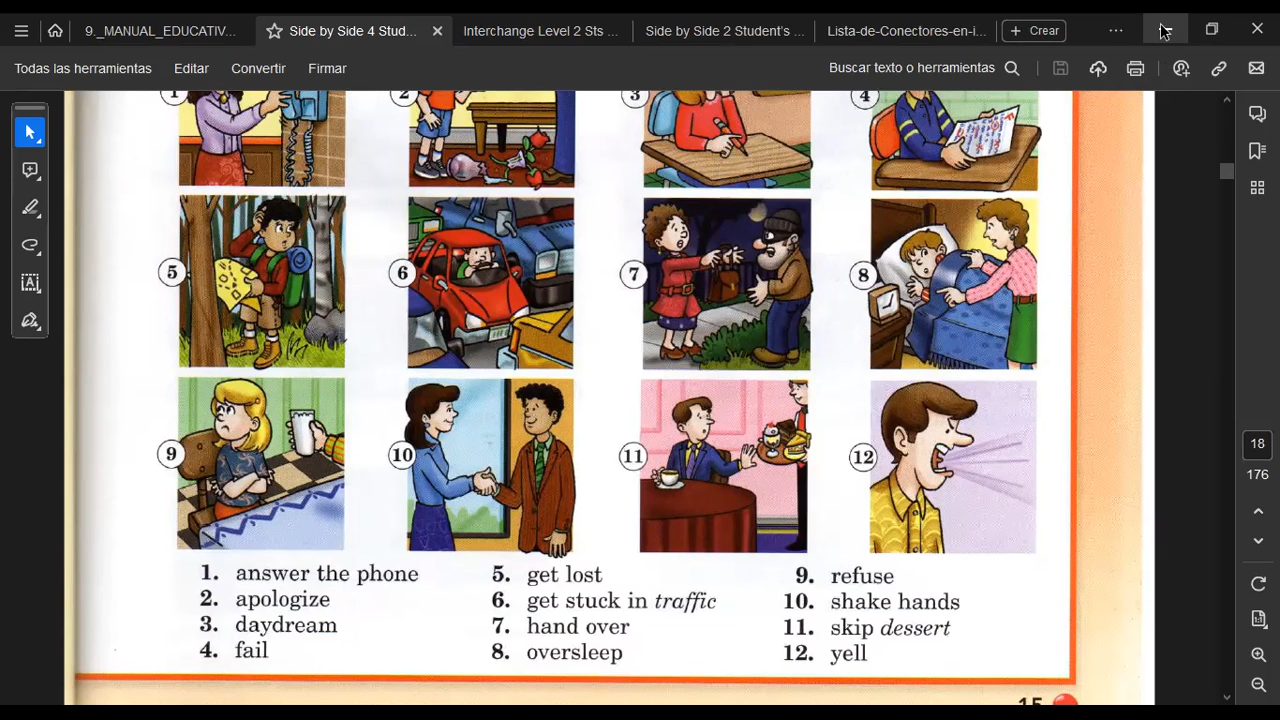 9._MANUAL_EDUCATIV...
Side by Side 4 Stud...
Interchange Level 2 Sts ...
Side by Side 2 Student's ...
Lista-de-Conectores-en-i...
Crear
Todas las herramientas
Editar
Convertir
Firmar
Buscar texto o herramientas
1
2
3
4
5
6
7
8
9
10
11
12
1. answer the phone
2. apologize
3. daydream
4. fail
5. get lost
6. get stuck in traffic
7. hand over
8. oversleep
9. refuse
10. shake hands
11. skip dessert
12. yell
15
18
176